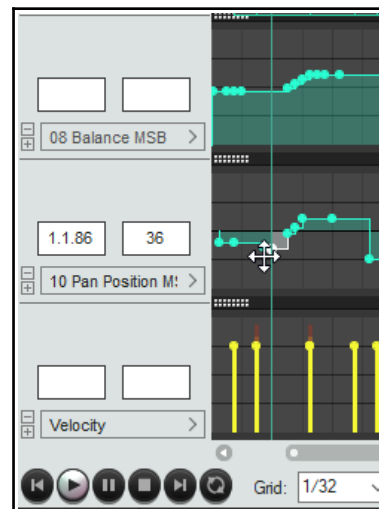 08 Balance MSB
1.1.86 36
10 Pan Position M!
Velocity
Grid: 1/32